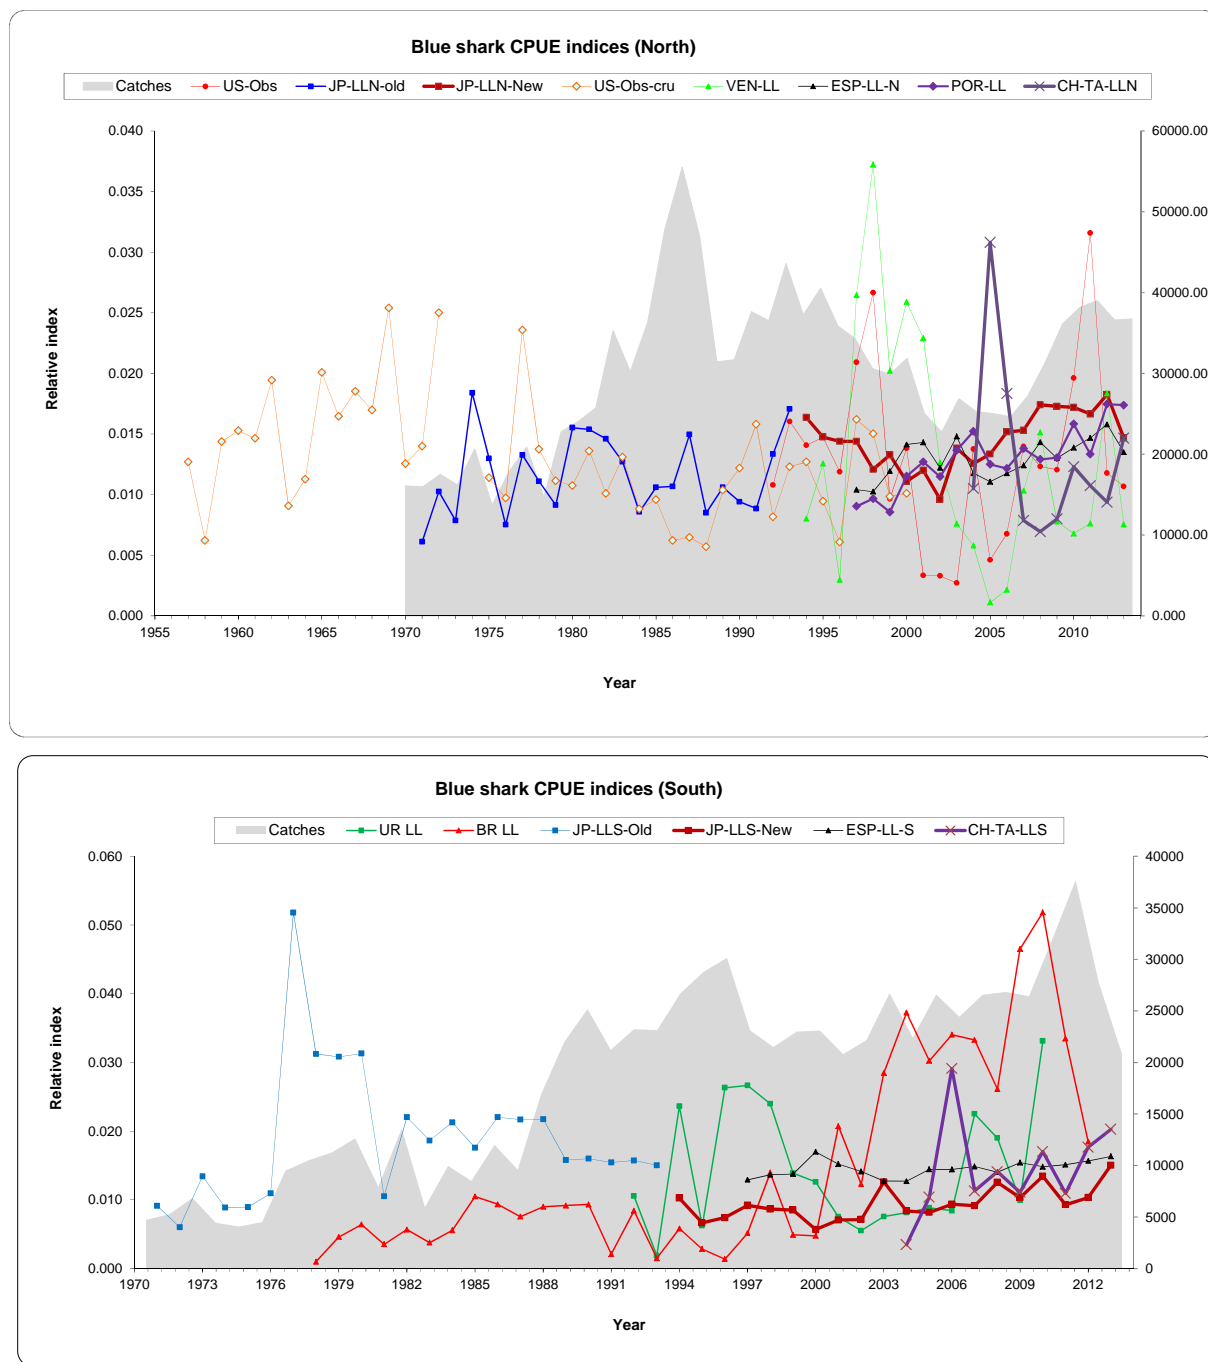 Blue shark CPUE indices (North)
Catches US-Obs JP-LLN-old JP-LLN-New US-Obs-cru VEN-LL ESP-LL-N POR-LL CH-TA-LLN
0.040 60000.00
0.035
50000.00
0.030
40000.00
0.025
0.020 30000.00
0.015
20000.00
0.010
10000.00
0.005
0.000 0.000
1955 1960 1965 1970 1975 1980 1985 1990 1995 2000 2005 2010
Relative index
Year
Blue shark CPUE indices (South)
Catches UR LL BR LL JP-LLS-Old JP-LLS-New ESP-LL-S CH-TA-LLS
0.060 40000
35000
0.050
30000
0.040
25000
0.030 20000
15000
0.020
10000
0.010
5000
0.000 0
1970 1973 1976 1979 1982 1985 1988 1991 1994 1997 2000 2003 2006 2009 2012
Relative index
Year